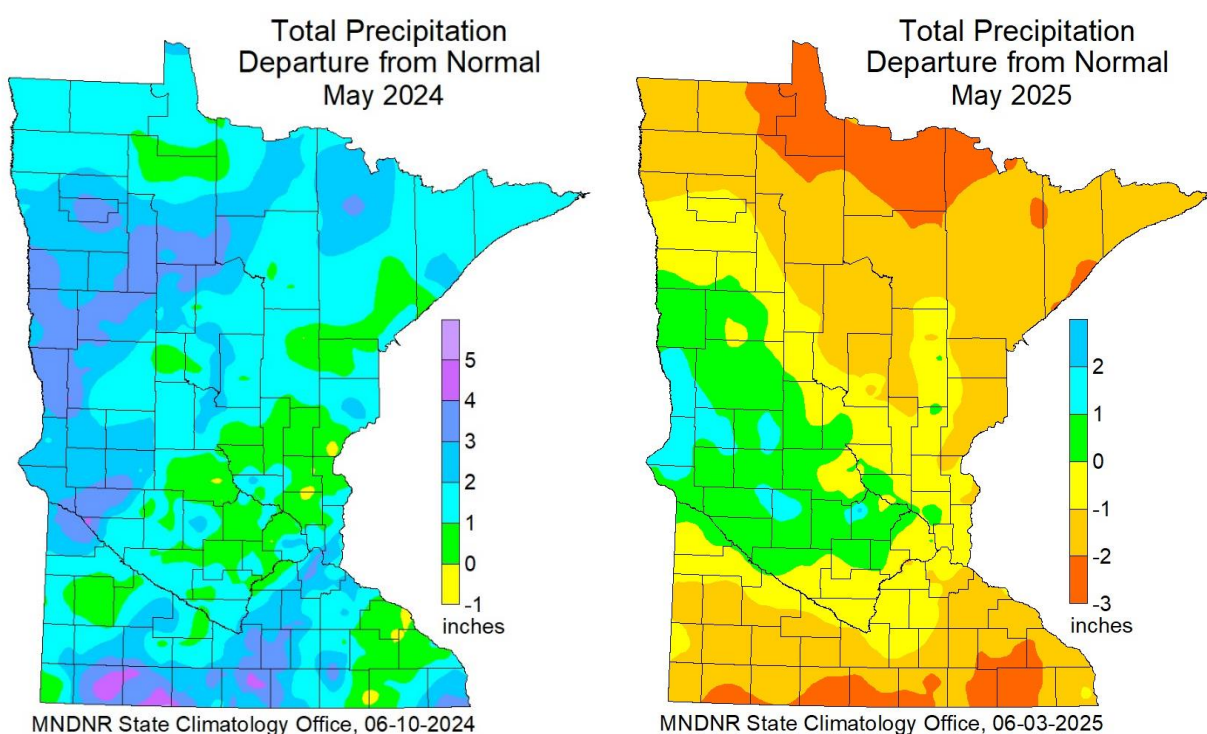 Total Precipitation
Departure from Normal
May 2024
5
4
3
2
1
0
-1
inches
MNDNR State Climatology Office, 06-10-2024
Total Precipitation
Departure from Normal
May 2025
2
1
0
-1
-2
-3
inches
MNDNR State Climatology Office, 06-03-2025